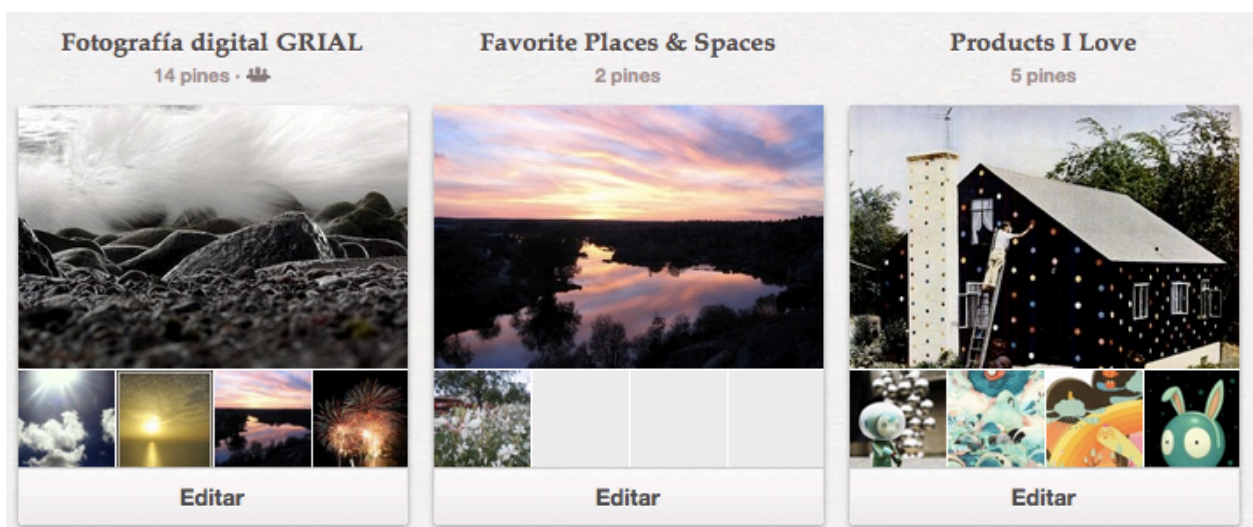 Fotografía digital GRIAL
14 pines ·
Favorite Places & Spaces
2 pines
Products I Love
5 pines
Editar
Editar
Editar